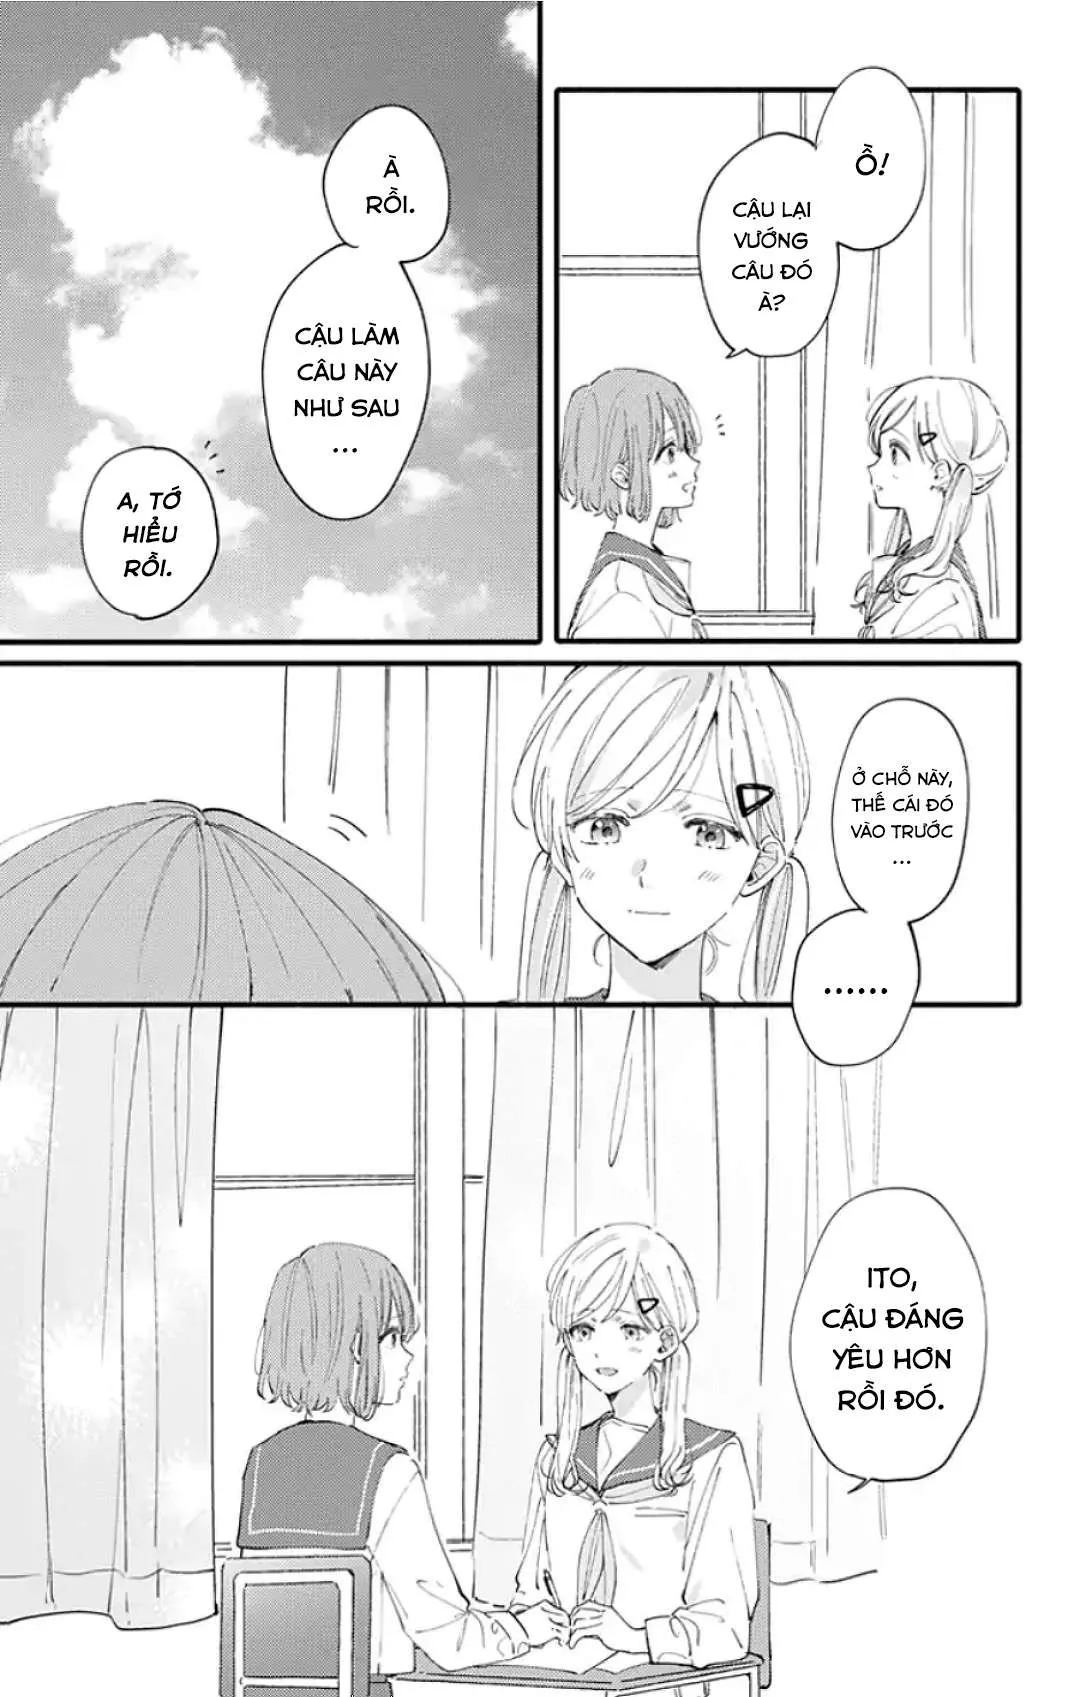 Ồ!
CẬU LẠI
VƯỚNG
CÂU ĐÓ
À?
À
RỒI.
CẬU LÀM
CÂU NÀY
NHƯ SAU
...
A, TỚ
HIỂU
RỒI.
Ở CHỖ NÀY,
THẾ CÁI ĐÓ
VÀO TRƯỚC
...
......
ITO,
CẬU ĐÁNG
YÊU HƠN
RỒI ĐÓ.